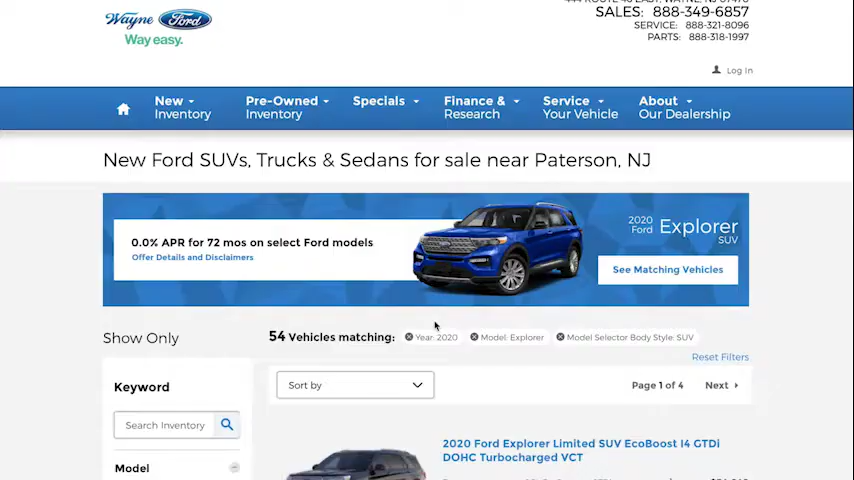 Wayne Ford
Way easy.
SALES: 888-349-6857
SERVICE: 888-321-8096
PARTS: 888-318-1997
Log In
New
Inventory
Pre-Owned
Inventory
Specials
Finance &
Research
Service
Your Vehicle
About
Our Dealership
New Ford SUVs, Trucks & Sedans for sale near Paterson, NJ
0.0% APR for 72 mos on select Ford models
Offer Details and Disclaimers
2020
Ford
Explorer
SUV
See Matching Vehicles
Show Only
54 Vehicles matching:
Year: 2020
Model: Explorer
Model Selector Body Style: SUV
Reset Filters
Keyword
Search Inventory
Model
Sort by
Page 1 of 4
Next
2020 Ford Explorer Limited SUV EcoBoost I4 GTDi
DOHC Turbocharged VCT